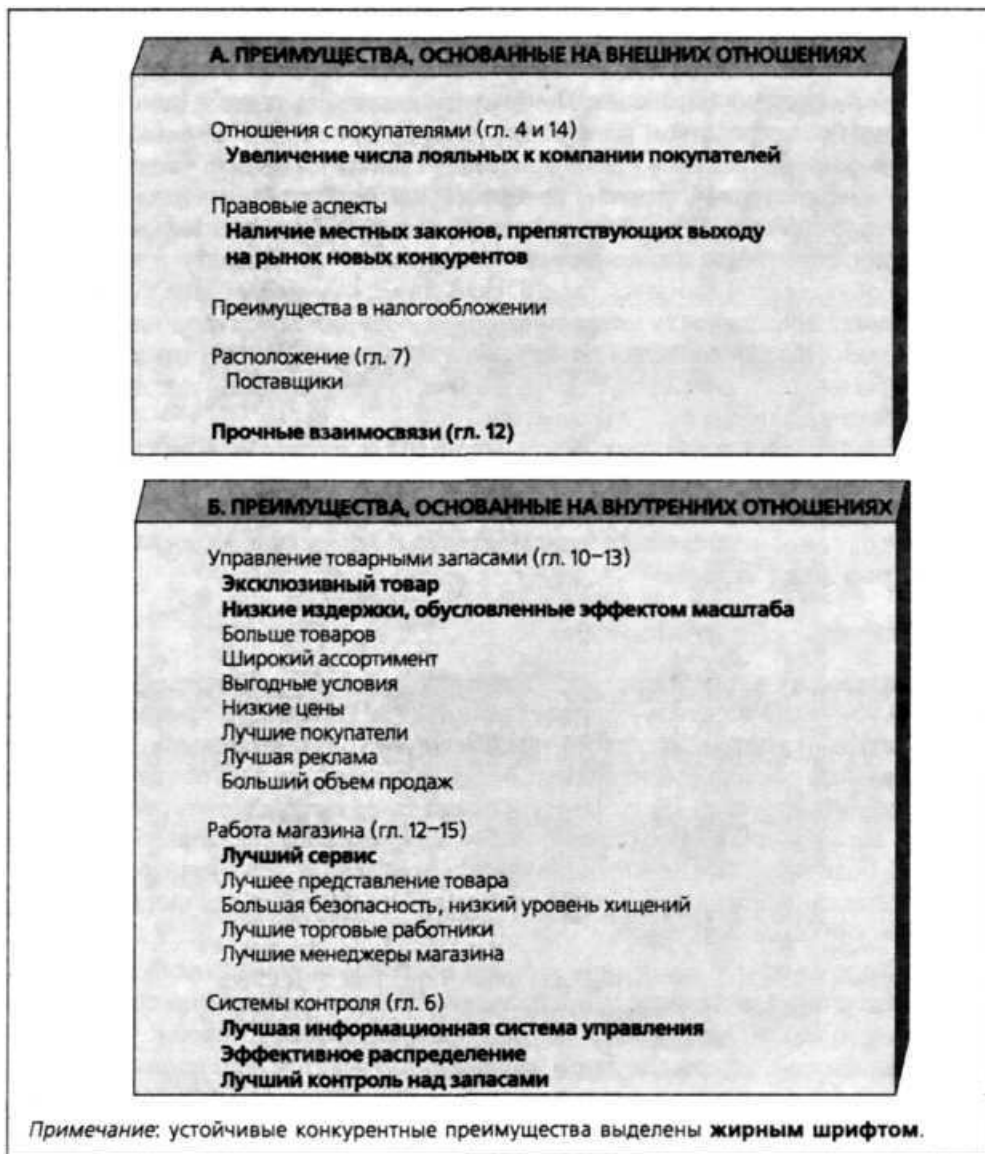 А. ПРЕИМУЩЕСТВА, ОСНОВАННЫЕ НА ВНЕШНИХ ОТНОШЕНИЯХ
Отношения с покупателями (гл. 4 и 14)
Увеличение числа лояльных к компании покупателей
Правовые аспекты
Наличие местных законов, препятствующих выходу
на рынок новых конкурентов
Преимущества в налогообложении
Расположение (гл. 7)
Поставщики
Прочные взаимосвязи (гл. 12)
Б. ПРЕИМУЩЕСТВА, ОСНОВАННЫЕ НА ВНУТРЕННИХ ОТНОШЕНИЯХ
Управление товарными запасами (гл. 10–13)
Эксклюзивный товар
Низкие издержки, обусловленные эффектом масштаба
Больше товаров
Широкий ассортимент
Выгодные условия
Низкие цены
Лучшие покупатели
Лучшая реклама
Больший объем продаж
Работа магазина (гл. 12–15)
Лучший сервис
Лучшее представление товара
Большая безопасность, низкий уровень хищений
Лучшие торговые работники
Лучшие менеджеры магазина
Системы контроля (гл. 6)
Лучшая информационная система управления
Эффективное распределение
Лучший контроль над запасами
Примечание: устойчивые конкурентные преимущества выделены жирным шрифтом.